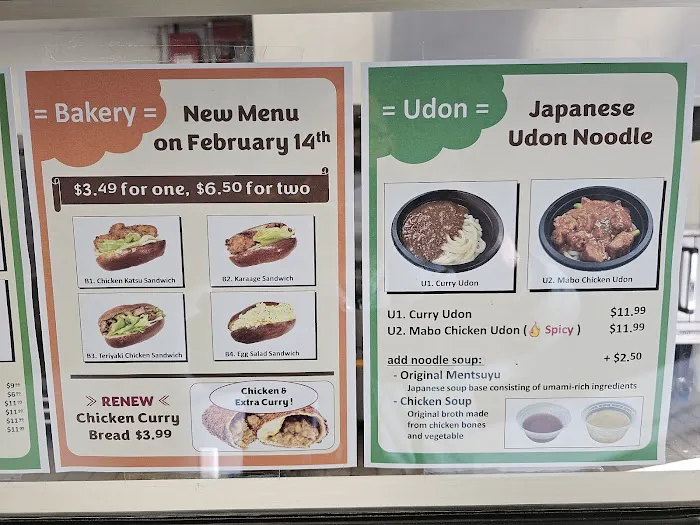 = Bakery =
New Menu
on February 14th
$3.49 for one, $6.50 for two
B1. Chicken Katsu Sandwich
B2. Karaage Sandwich
B3. Teriyaki Chicken Sandwich
B4. Egg Salad Sandwich
» RENEW «
Chicken Curry
Bread $3.99
Chicken &
Extra Curry!
= Udon =
Japanese
Udon Noodle
U1. Curry Udon
U2. Mabo Chicken Udon
U1. Curry Udon $11.99
U2. Mabo Chicken Udon (🔥 Spicy ) $11.99
add noodle soup: + $2.50
- Original Mentsuyu
Japanese soup base consisting of umami-rich ingredients
- Chicken Soup
Original broth made
from chicken bones
and vegetable